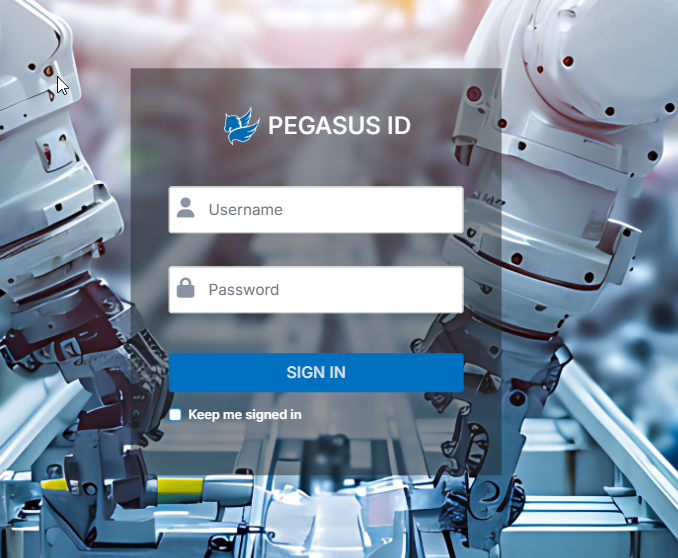 PEGASUS ID
Username
Password
SIGN IN
Keep me signed in